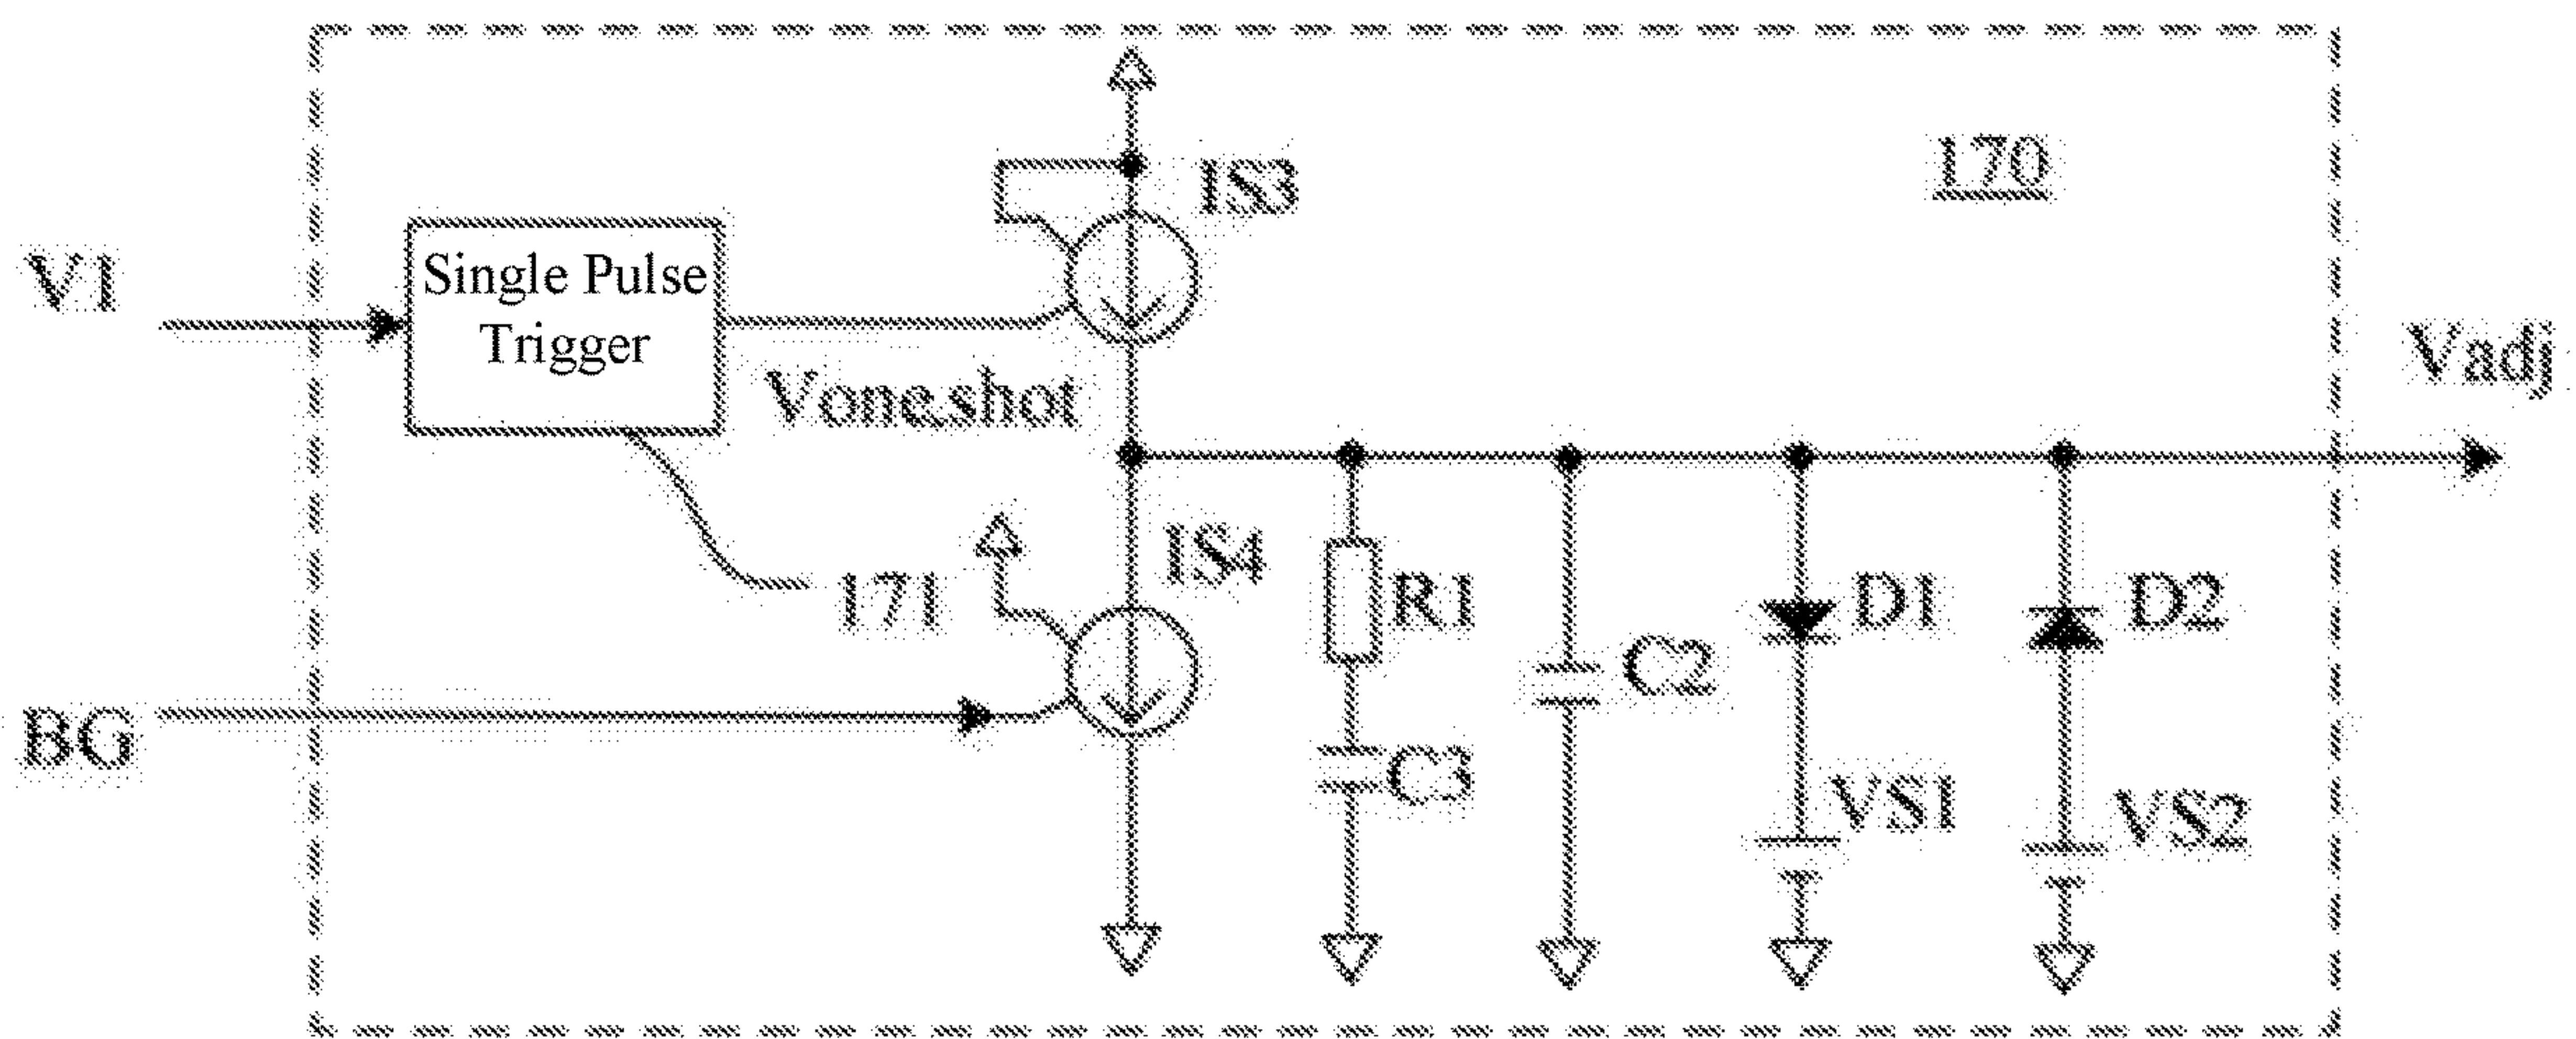 170
IS3
V1
Single Pulse
Trigger
Voneshot
Vadj
IS4
171
R1
D1
D2
C2
BG
C3
VS1
VS2